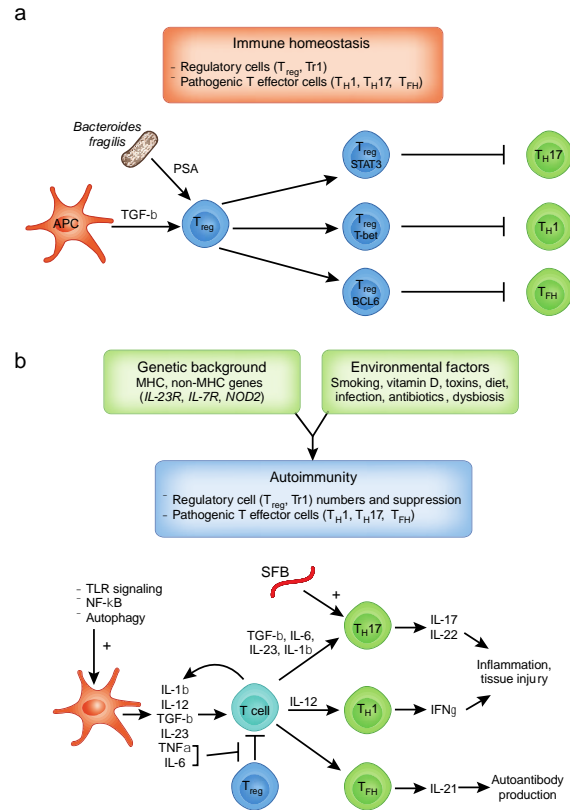 a
Immune homeostasis
- Regulatory cells (Treg, Tr1)
- Pathogenic T effector cells (TH1, TH17, TFH)
Bacteroides
fragilis
PSA
APC
TGF-b
Treg
Treg
STAT3
TH17
Treg
T-bet
TH1
Treg
BCL6
TFH
b
Genetic background
MHC, non-MHC genes
(IL-23R, IL-7R, NOD2)
Environmental factors
Smoking, vitamin D, toxins, diet,
infection, antibiotics, dysbiosis
Autoimmunity
- Regulatory cell (Treg, Tr1) numbers and suppression
- Pathogenic T effector cells (TH1, TH17, TFH)
- TLR signaling
- NF-kB
- Autophagy
+
SFB
+
TGF-b, IL-6,
IL-23, IL-1b
TH17
IL-17
IL-22
Inflammation,
tissue injury
IL-1b
IL-12
TGF-b
IL-23
TNFa
IL-6
T cell
IL-12
TH1
IFNg
Treg
TFH
IL-21
Autoantibody
production